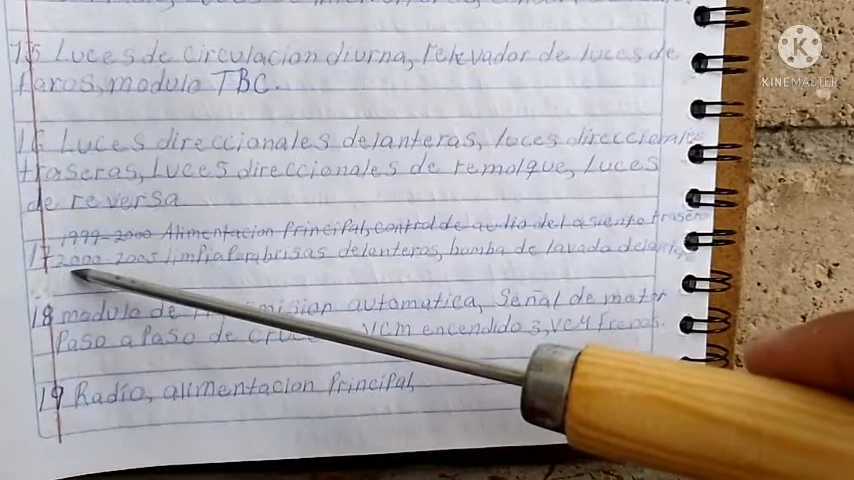 15 Luces de circulacion diurna, relevador de luces de
faros, modulo TBC.
16 Luces direccionales delanteras, luces direccionales
traseras, Luces direccionales de remolque, Luces
de reversa
1999-2000 Alimentacion Principal, control de audio del asiento trasero
17 2000-2005 limpiaparabrisas delanteros, bomba de lavado delantero
18 modulo de transmision automatica, Señal de motor
Paso a Paso de VCM encendido 3, VC4 frenos.
19 Radio, alimentacion Principal,
K
KINEMASTER